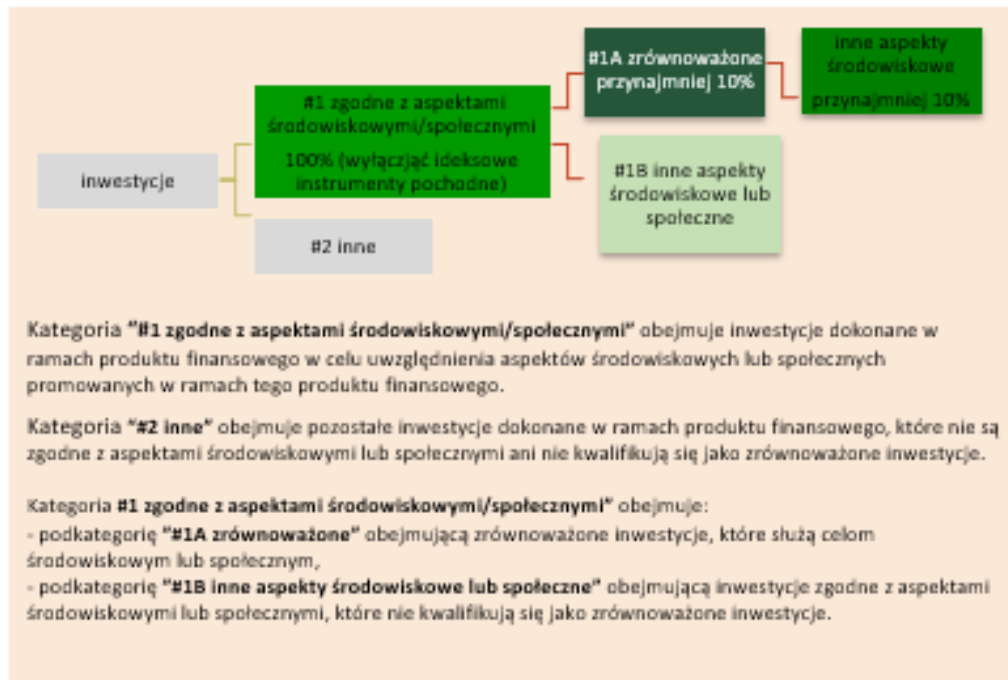 #1A zrównoważone
przynajmniej 10%
inne aspekty
środowiskowe
przynajmniej 10%
#1 zgodne z aspektami
środowiskowymi/społecznymi
100% (wyłączjąć ideksowe
instrumenty pochodne)
inwestycje
#1B inne aspekty
środowiskowe lub
społeczne
#2 inne
Kategoria "#1 zgodne z aspektami środowiskowymi/społecznymi" obejmuje inwestycje dokonane w
ramach produktu finansowego w celu uwzględnienia aspektów środowiskowych lub społecznych
promowanych w ramach tego produktu finansowego.
Kategoria "#2 inne" obejmuje pozostałe inwestycje dokonane w ramach produktu finansowego, które nie są
zgodne z aspektami środowiskowymi lub społecznymi ani nie kwalifikują się jako zrównoważone inwestycje.
Kategoria #1 zgodne z aspektami środowiskowymi/społecznymi" obejmuje:
- podkategorię "#1A zrównoważone" obejmującą zrównoważone inwestycje, które służą celom
środowiskowym lub społecznym,
- podkategorię "#1B inne aspekty środowiskowe lub społeczne" obejmującą inwestycje zgodne z aspektami
środowiskowymi lub społecznymi, które nie kwalifikują się jako zrównoważone inwestycje.